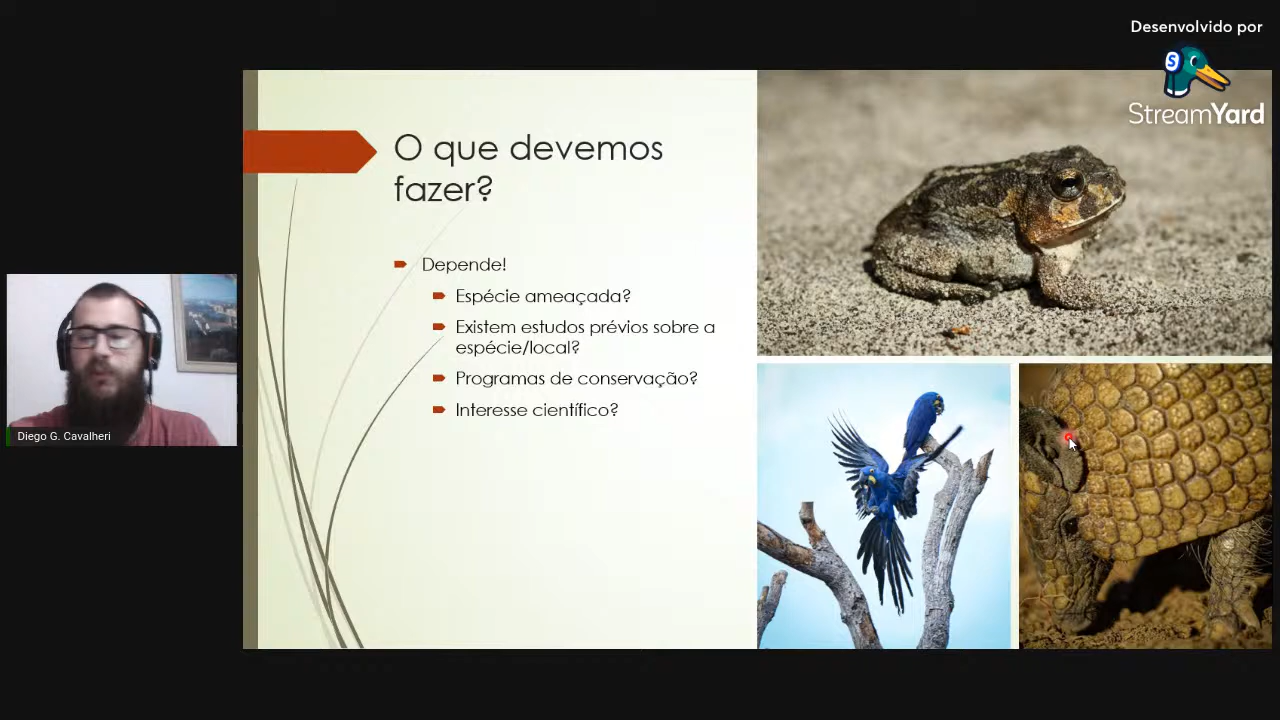 Desenvolvido por
S
StreamYard
O que devemos
fazer?
Depende!
Espécie ameaçada?
Existem estudos prévios sobre a
espécie/local?
Programas de conservação?
Interesse científico?
Diego G. Cavalheri